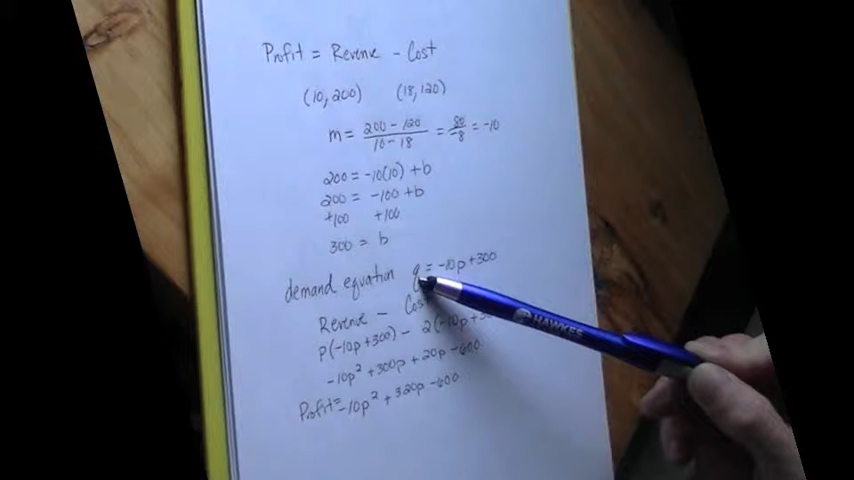 Profit = Revenue - Cost
(10, 200) (18, 120)
m = 200 - 120 / 10 - 18 = 80 / -8 = -10
200 = -10(10) + b
200 = -100 + b
+100 +100
300 = b
demand equation q = -10p + 300
Revenue - Cost
p(-10p + 300) - 2(-10p + 300
-10p² + 300p + 20p - 600
Profit = -10p² + 320p - 600
HAWKES